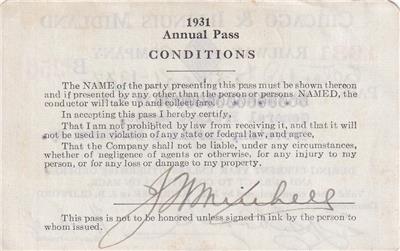 1931
Annual Pass
CONDITIONS
The NAME of the party presenting this pass must be shown thereon
and if presented by any other than the person or persons NAMED, the
conductor will take up and collect fare.
In accepting this pass I hereby certify,
That I am not prohibited by law from receiving it, and that it will
not be used in violation of any state or federal law, and agree,
That the Company shall not be liable, under any circumstances,
whether of negligence of agents or otherwise, for any injury to my
person, or for any loss or damage to my property.
J W Mitchell
This pass is not to be honored unless signed in ink by the person to
whom issued.